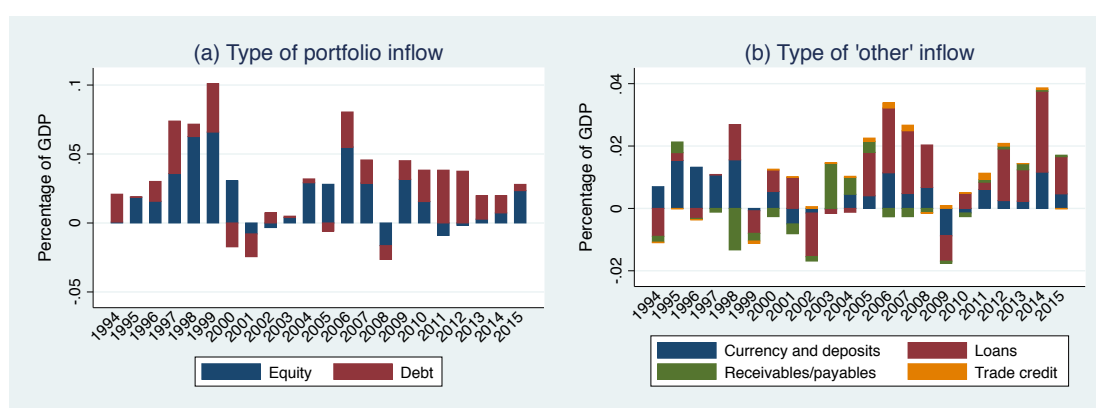 (a) Type of portfolio inflow
Percentage of GDP
.1
.05
0
-.05
1994 1995 1996 1997 1998 1999 2000 2001 2002 2003 2004 2005 2006 2007 2008 2009 2010 2011 2012 2013 2014 2015
Equity Debt
(b) Type of 'other' inflow
Percentage of GDP
.04
.02
0
-.02
1994 1995 1996 1997 1998 1999 2000 2001 2002 2003 2004 2005 2006 2007 2008 2009 2010 2011 2012 2013 2014 2015
Currency and deposits Loans
Receivables/payables Trade credit